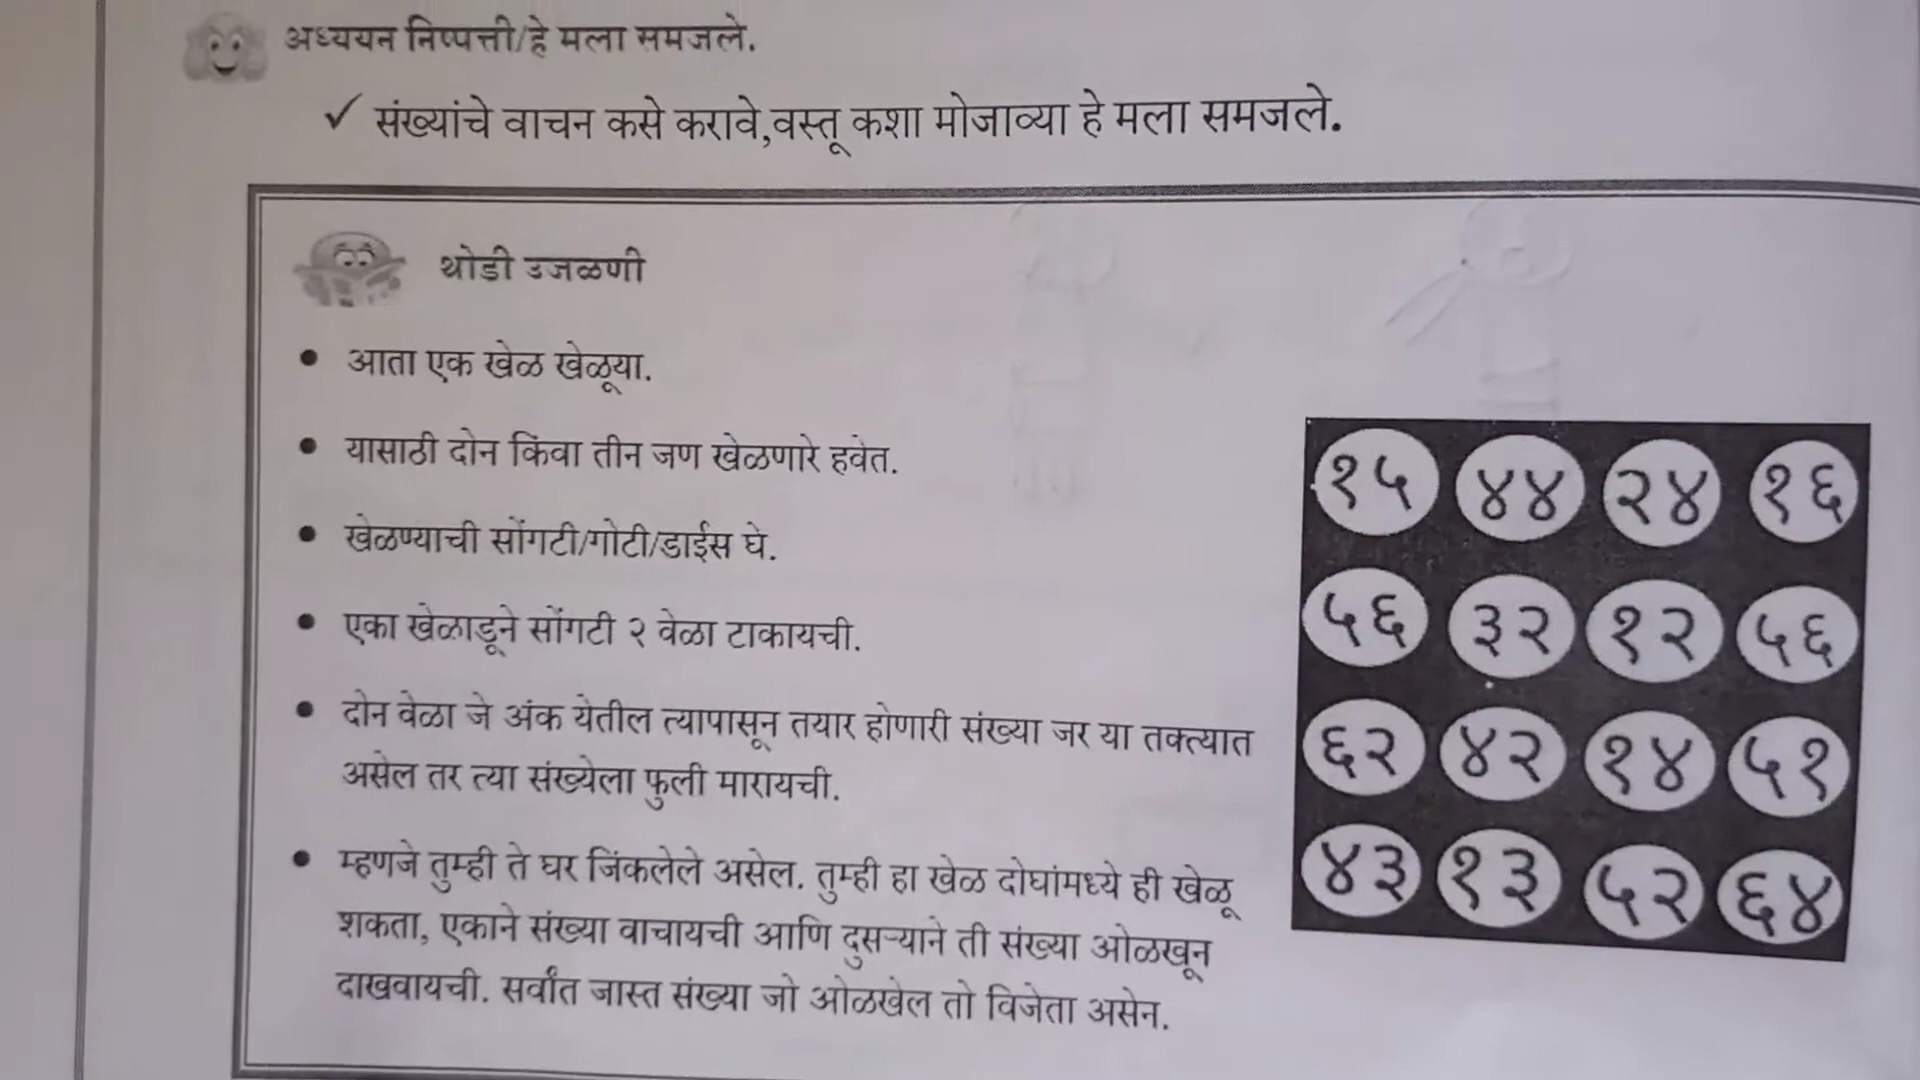 अध्ययन निष्पत्ती/हे मला समजले.
✓ संख्यांचे वाचन कसे करावे,वस्तू कशा मोजाव्या हे मला समजले.
थोडी उजळणी
• आता एक खेळ खेळूया.
• यासाठी दोन किंवा तीन जण खेळणारे हवेत.
• खेळण्याची सोंगटी/गोटी/डाईस घे.
• एका खेळाडूने सोंगटी २ वेळा टाकायची.
• दोन वेळा जे अंक येतील त्यापासून तयार होणारी संख्या जर या तक्त्यात
असेल तर त्या संख्येला फुली मारायची.
• म्हणजे तुम्ही ते घर जिंकलेले असेल. तुम्ही हा खेळ दोघांमध्ये ही खेळू
शकता, एकाने संख्या वाचायची आणि दुसऱ्याने ती संख्या ओळखून
दाखवायची. सर्वांत जास्त संख्या जो ओळखेल तो विजेता असेन.
१५ ४४ २४ १६
५६ ३२ १२ ५६
६२ ४२ १४ ५१
४३ १३ ५२ ६४